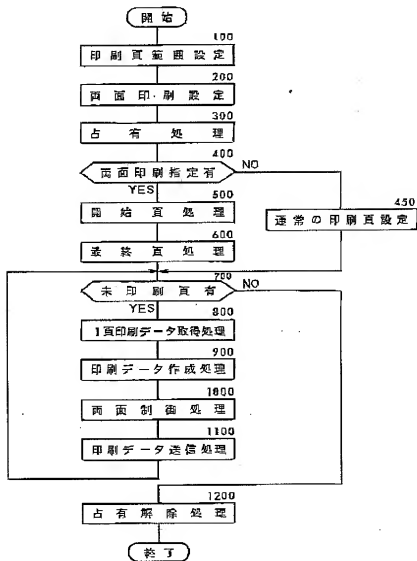 開始
100
印刷頁範囲設定
200
両面印刷設定
300
占有処理
400
両面印刷指定有
NO
YES
500
開始頁処理
450
通常の印刷頁設定
600
最終頁処理
700
未印刷頁有
NO
YES
800
1頁印刷データ取得処理
900
印刷データ作成処理
1000
両面制御処理
1100
印刷データ送信処理
1200
占有解除処理
終了